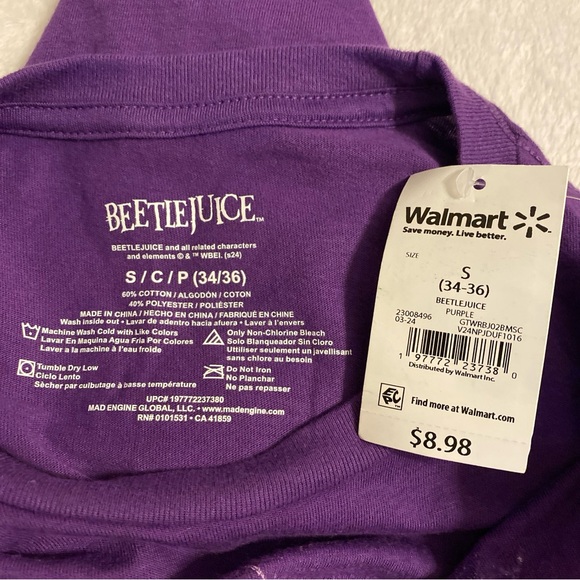 BEETLEJUICE™
BEETLEJUICE and all related characters
and elements © & ™ WBEI. (s24)
S / C / P (34/36)
60% COTTON / ALGODÓN / COTON
40% POLYESTER / POLIÉSTER
MADE IN CHINA / HECHO EN CHINA / FABRIQUÉ EN CHINE
Wash inside out • Lavar de adentro hacia afuera • Laver à l'envers
Machine Wash Cold with Like Colors
Lavar En Maquina Agua Fria Por Colores
Laver a la machine à l'eau froide
Only Non-Chlorine Bleach
Solo Blanqueador Sin Cloro
Utiliser seulement un javellisant
sans chlore
Tumble Dry Low
Ciclo Lento
Sècher par culbutage à basse température
Do Not Iron
No Planchar
Ne pas repasser
UPC# 197772237380
MAD ENGINE GLOBAL, LLC. • www.madengine.com
RN# 0101531 • CA 41859
Walmart
Save money. Live better.
SIZE
S
(34-36)
BEETLEJUICE
PURPLE
23008496 GTWRBJ02BMSC
03-24 V24NPJDUF1016
1 97772 23738 0
Distributed by Walmart Inc.
EPC
Find more at Walmart.com
$8.98